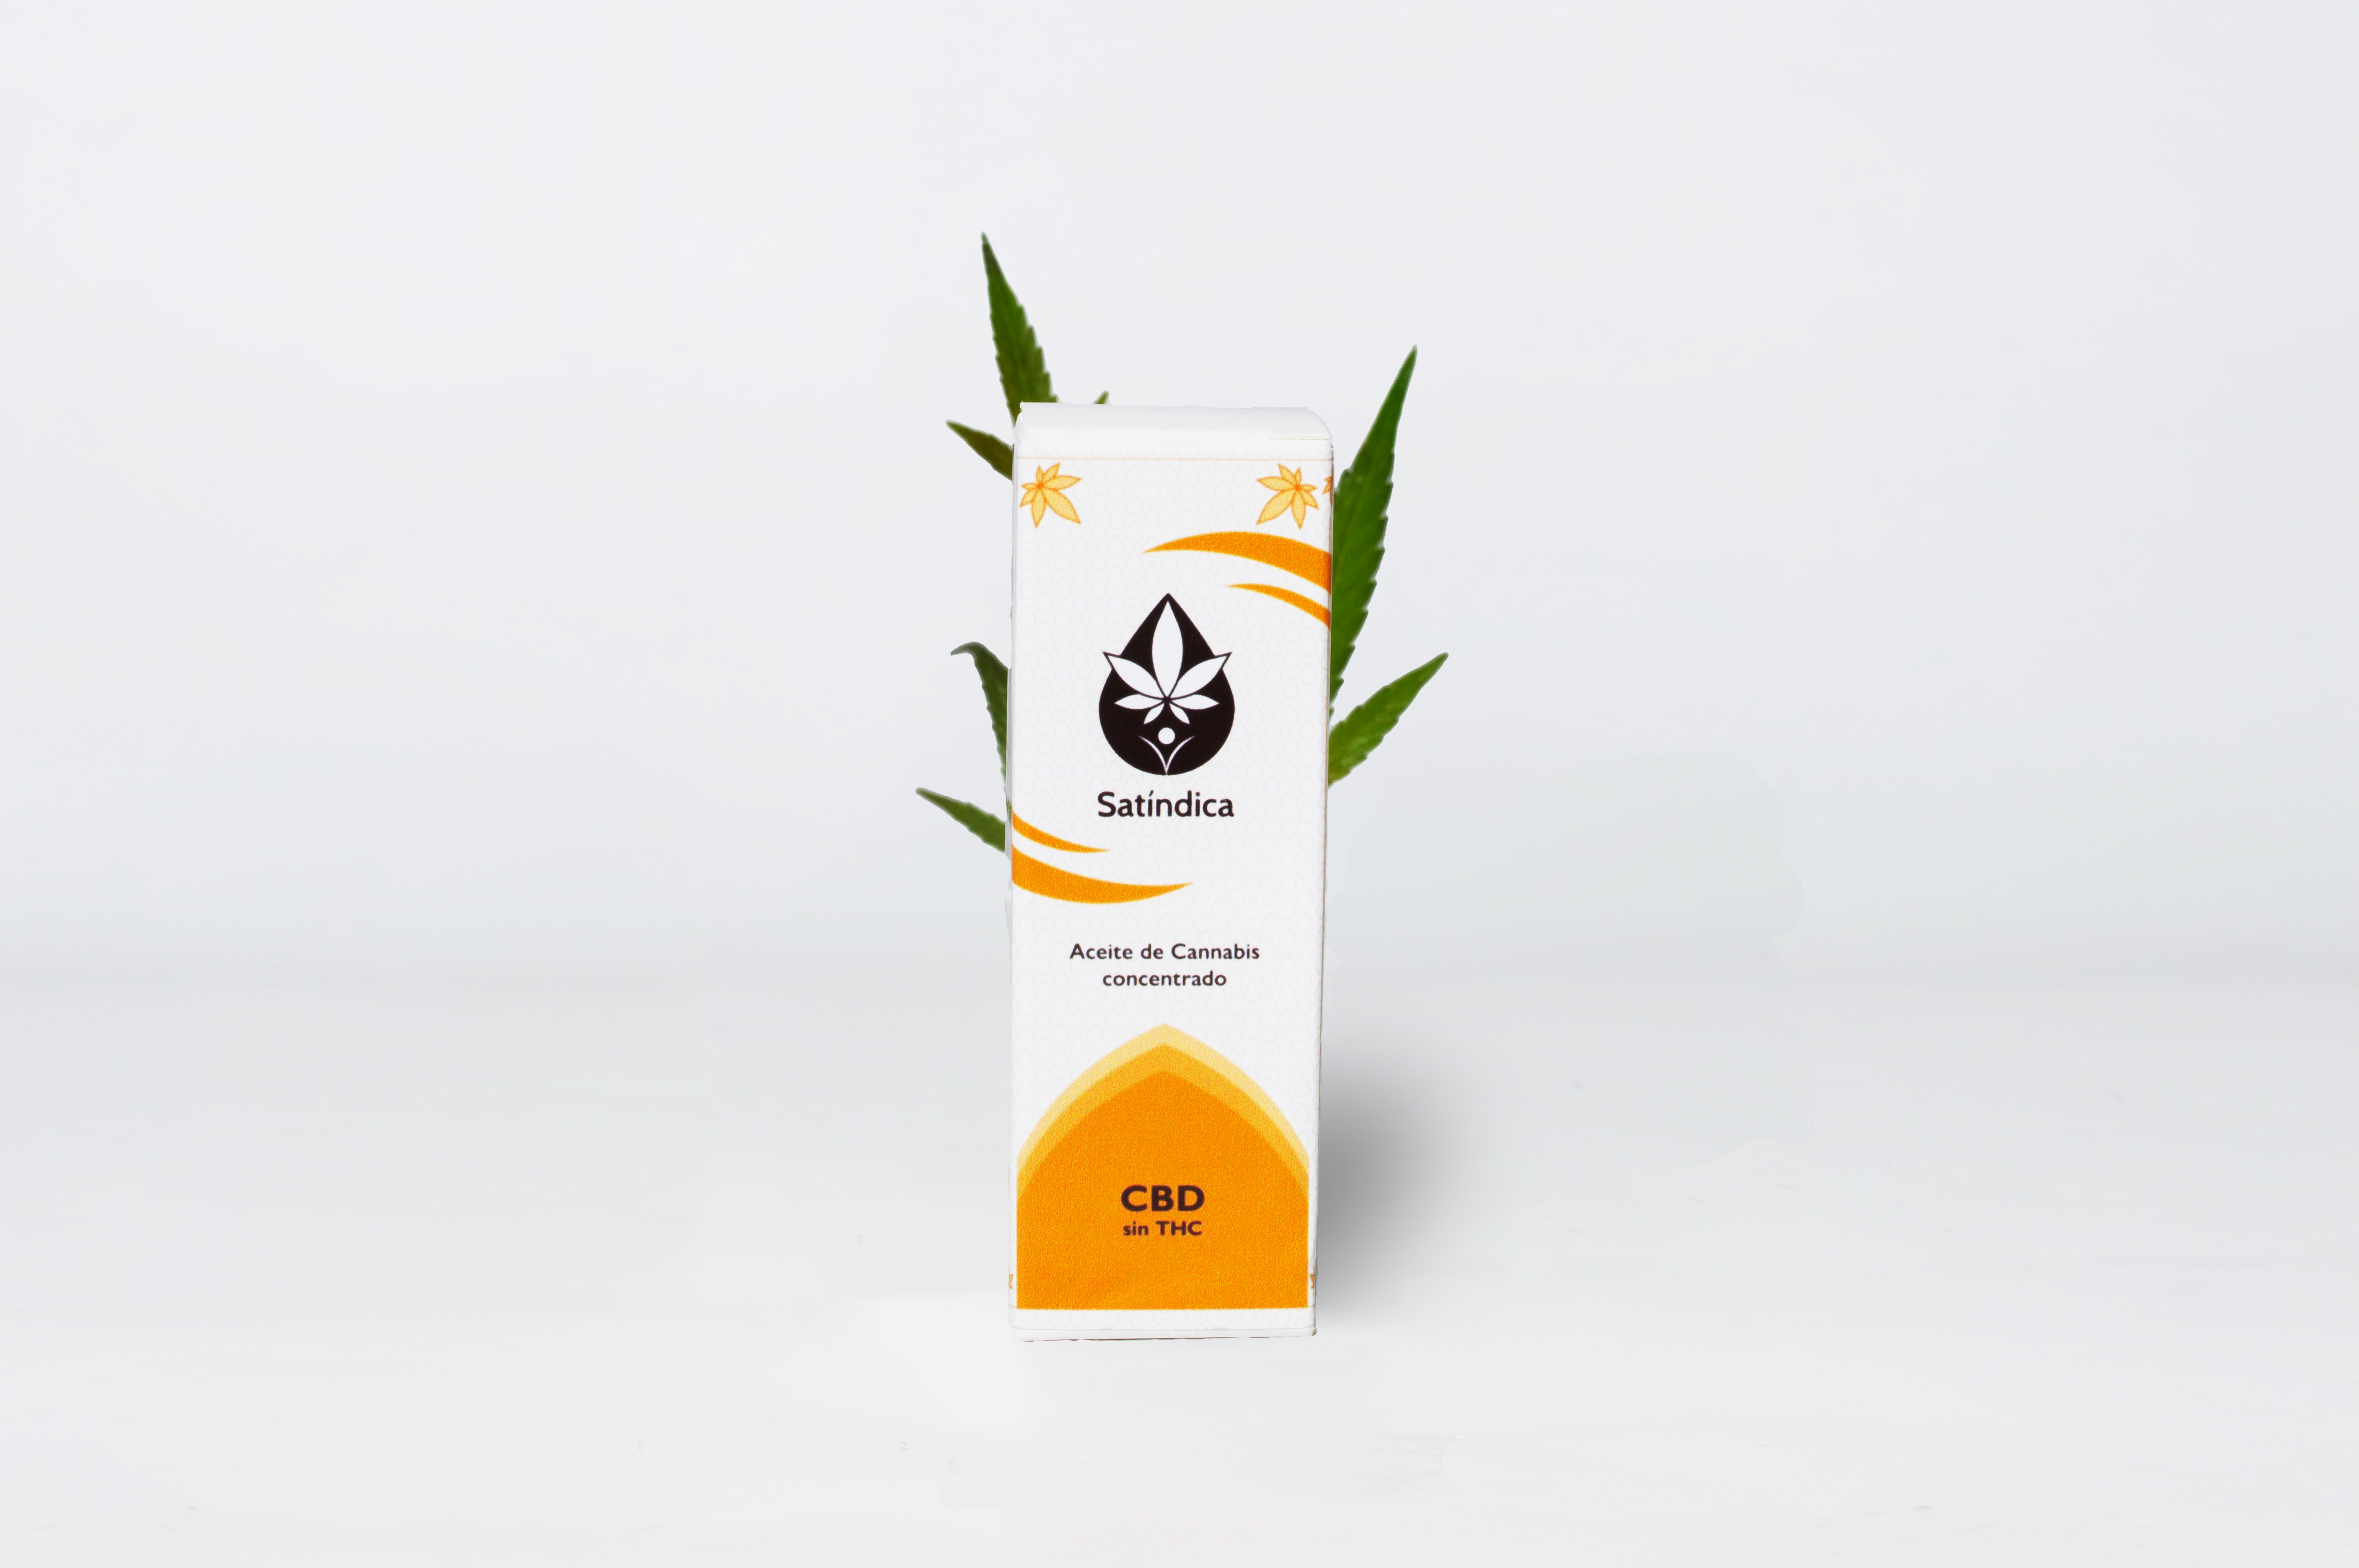 Satíndica
Aceite de Cannabis
concentrado
CBD
sin THC